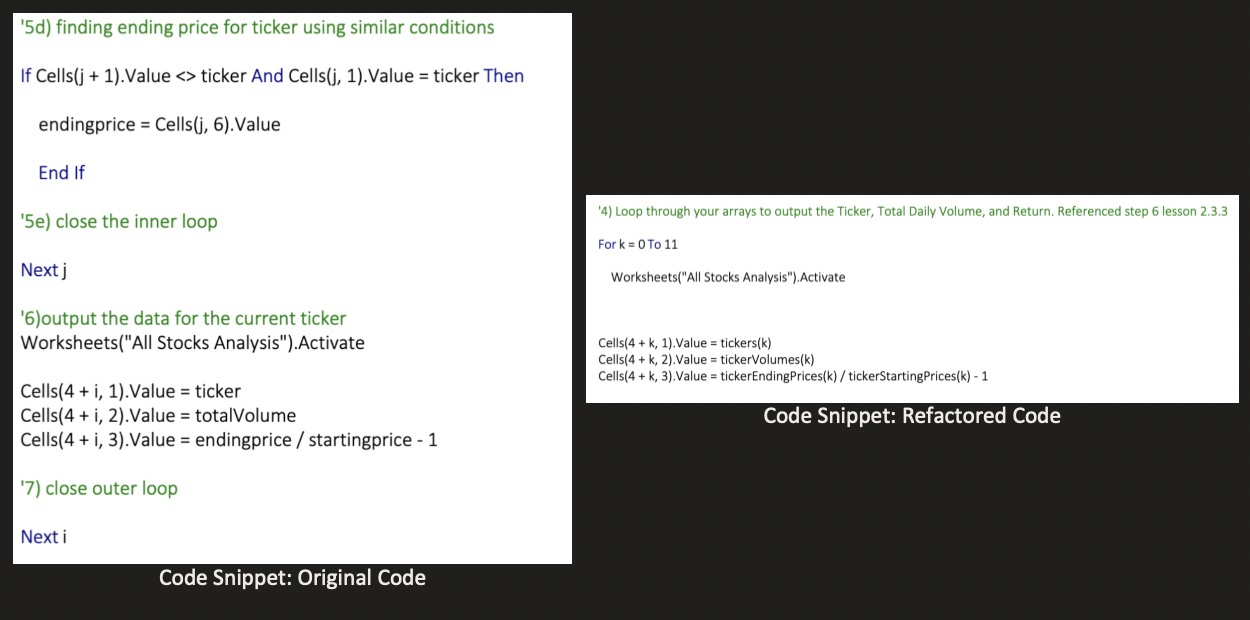 '5d) finding ending price for ticker using similar conditions
If Cells(j + 1).Value <> ticker And Cells(j, 1).Value = ticker Then
endingprice = Cells(j, 6).Value
End If
'5e) close the inner loop
Next j
'6)output the data for the current ticker
Worksheets("All Stocks Analysis").Activate
Cells(4 + i, 1).Value = ticker
Cells(4 + i, 2).Value = totalVolume
Cells(4 + i, 3).Value = endingprice / startingprice - 1
'7) close outer loop
Next i
Code Snippet: Original Code
'4) Loop through your arrays to output the Ticker, Total Daily Volume, and Return. Referenced step 6 lesson 2.3.3
For k = 0 To 11
Worksheets("All Stocks Analysis").Activate
Cells(4 + k, 1).Value = tickers(k)
Cells(4 + k, 2).Value = tickerVolumes(k)
Cells(4 + k, 3).Value = tickerEndingPrices(k) / tickerStartingPrices(k) - 1
Code Snippet: Refactored Code